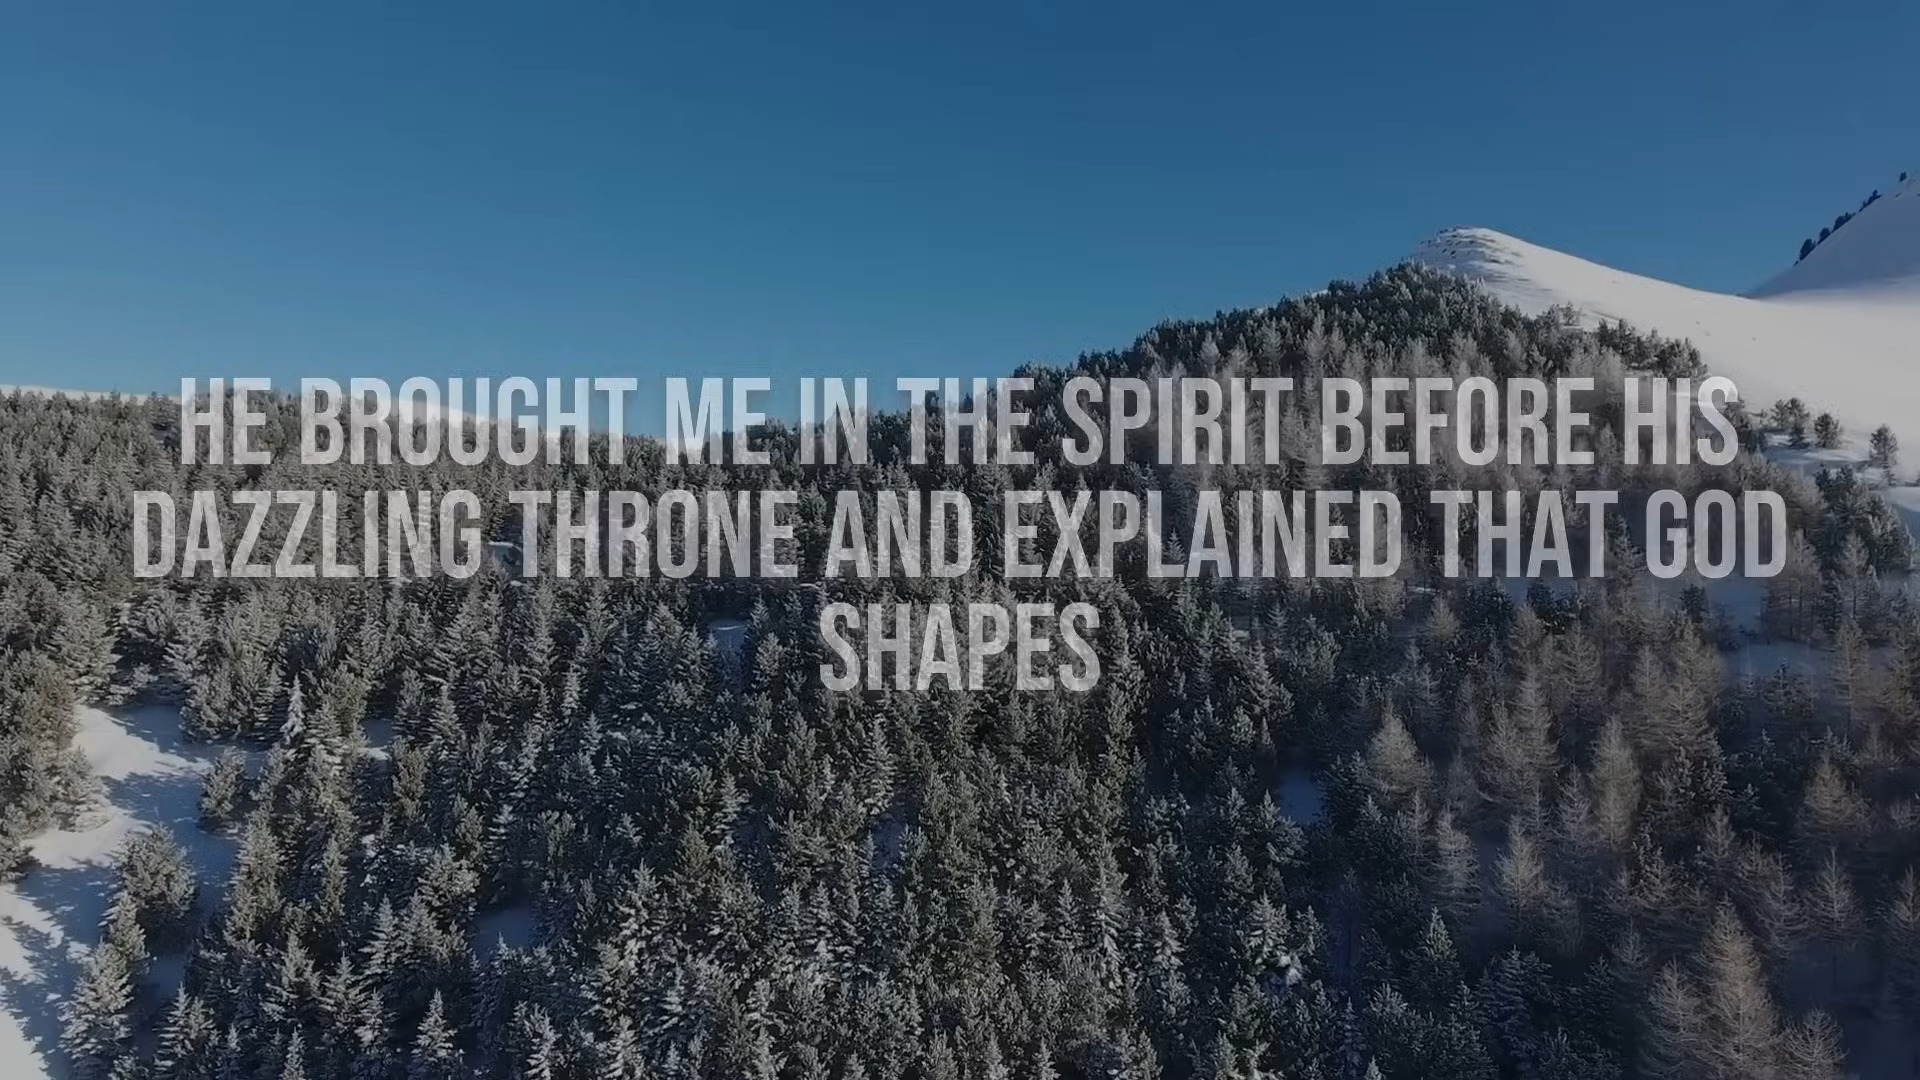 HE BROUGHT ME IN THE SPIRIT BEFORE HIS
DAZZLING THRONE AND EXPLAINED THAT GOD
SHAPES